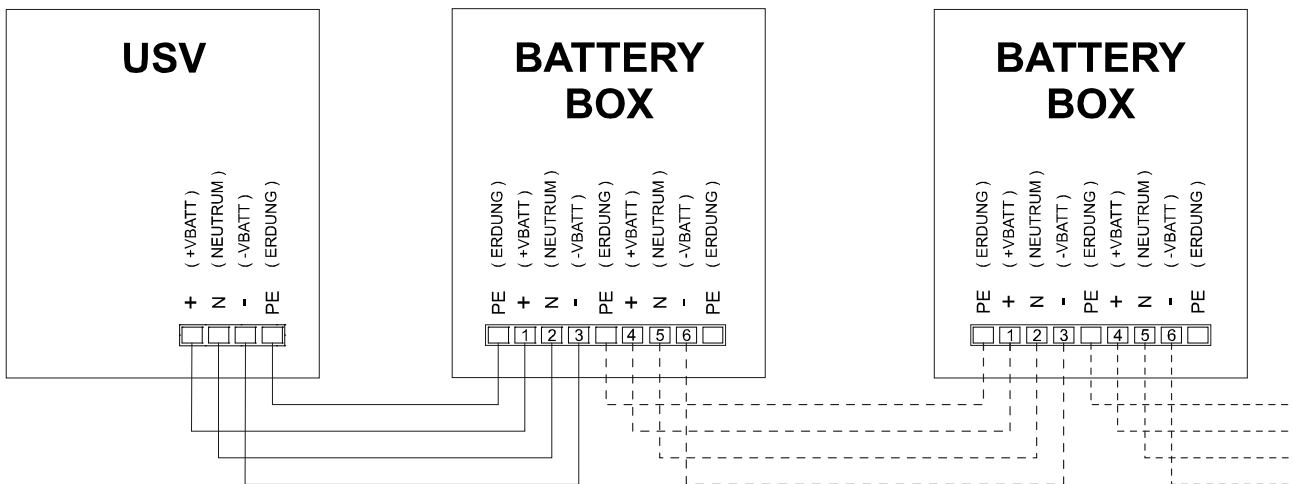 USV
( +VBATT )
( NEUTRUM )
( -VBATT )
( ERDUNG )
+ N - PE
BATTERY
BOX
( ERDUNG )
( +VBATT )
( NEUTRUM )
( -VBATT )
( ERDUNG )
( +VBATT )
( NEUTRUM )
( -VBATT )
( ERDUNG )
PE + N - PE + N - PE
1 2 3 4 5 6
BATTERY
BOX
( ERDUNG )
( +VBATT )
( NEUTRUM )
( -VBATT )
( ERDUNG )
( +VBATT )
( NEUTRUM )
( -VBATT )
( ERDUNG )
PE + N - PE + N - PE
1 2 3 4 5 6